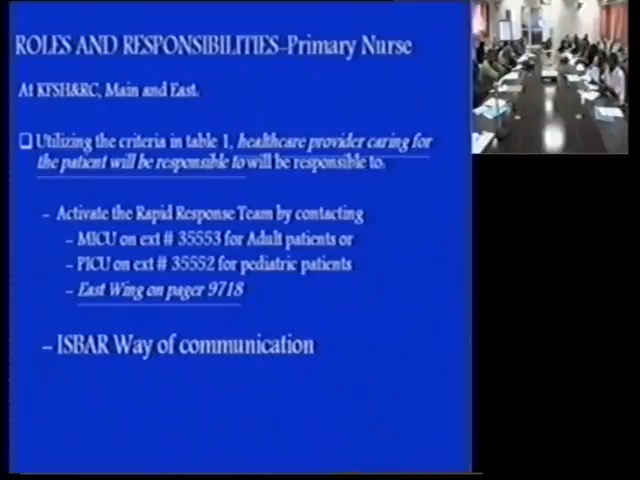 ROLES AND RESPONSIBILITIES-Primary Nurse
At KFSH&RC, Main and East.
❑ Utilizing the criteria in table 1, healthcare provider caring for
the patient will be responsible to will be responsible to.
– Activate the Rapid Response Team by contacting
– MICU on ext # 35553 for Adult patients or
– PICU on ext # 35552 for pediatric patients
– East Wing on pager 9718
– ISBAR Way of communication